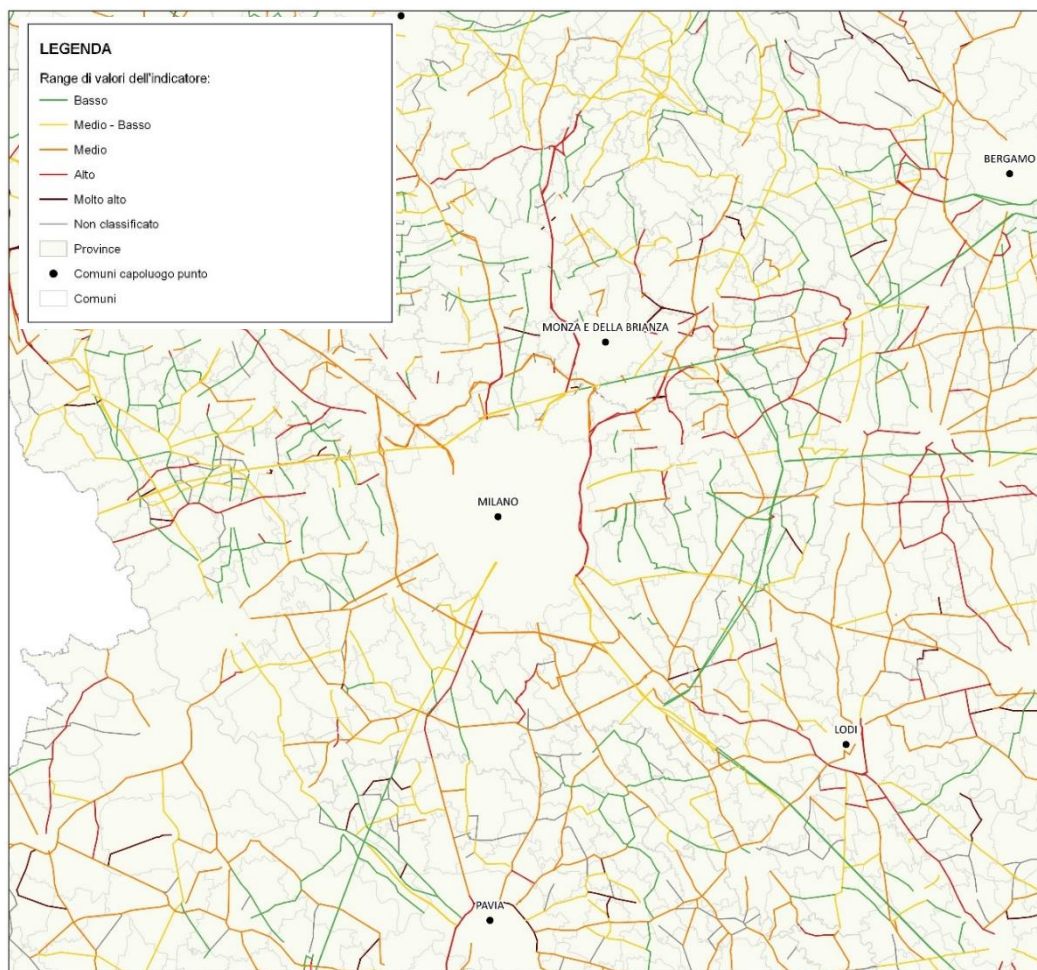 LEGENDA
Range di valori dell'indicatore:
Basso
Medio - Basso
Medio
Alto
Molto alto
Non classificato
Province
Comuni capoluogo punto
Comuni
BERGAMO
MONZA E DELLA BRIANZA
MILANO
LODI
PAVIA